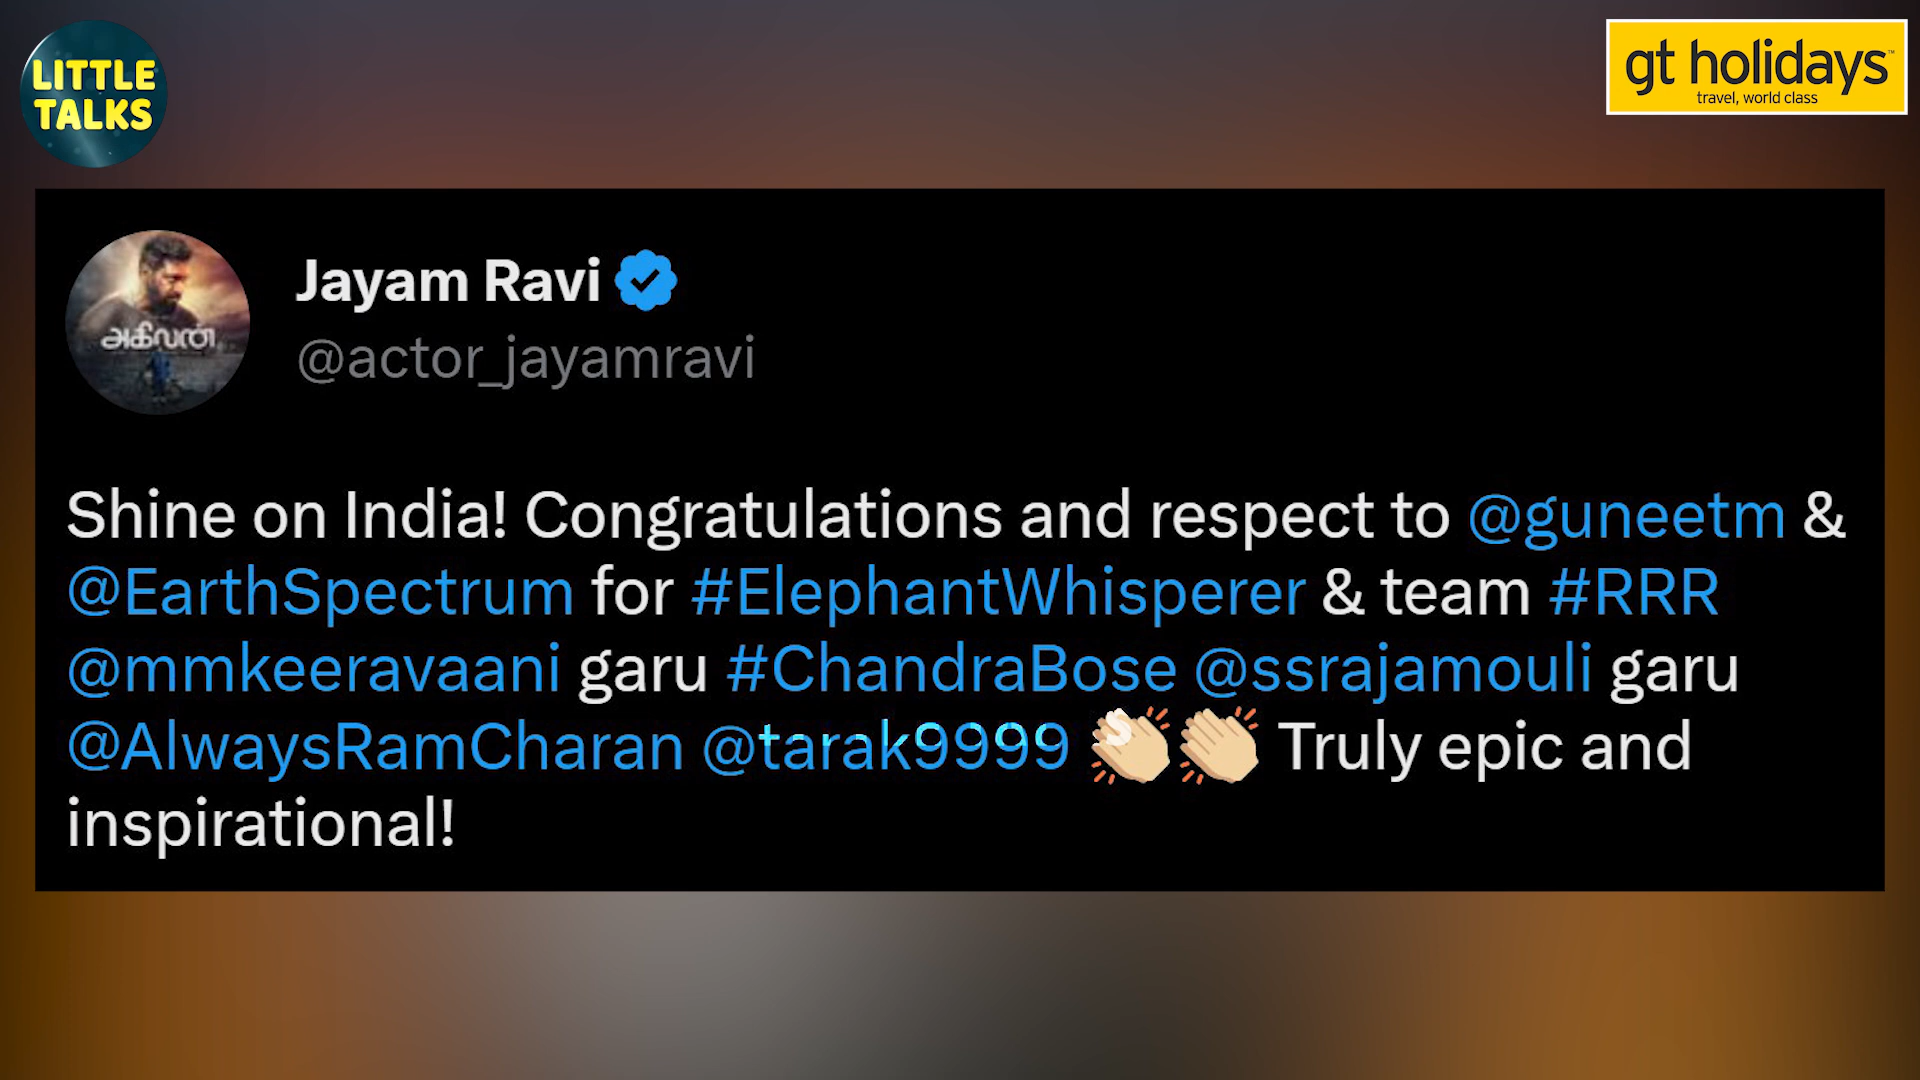 LITTLE
TALKS
gt holidays™
travel, world class
அகிலன்
Jayam Ravi
@actor_jayamravi
Shine on India! Congratulations and respect to @guneetm &
@EarthSpectrum for #ElephantWhisperer & team #RRR
@mmkeeravaani garu #ChandraBose @ssrajamouli garu
@AlwaysRamCharan @tarak9999 👏🏼👏🏼 Truly epic and
inspirational!